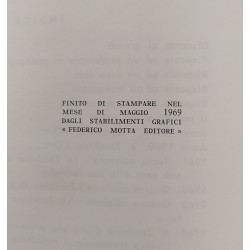 FINITO DI STAMPARE NEL
MESE DI MAGGIO 1969
DAGLI STABILIMENTI GRAFICI
« FEDERICO MOTTA EDITORE »